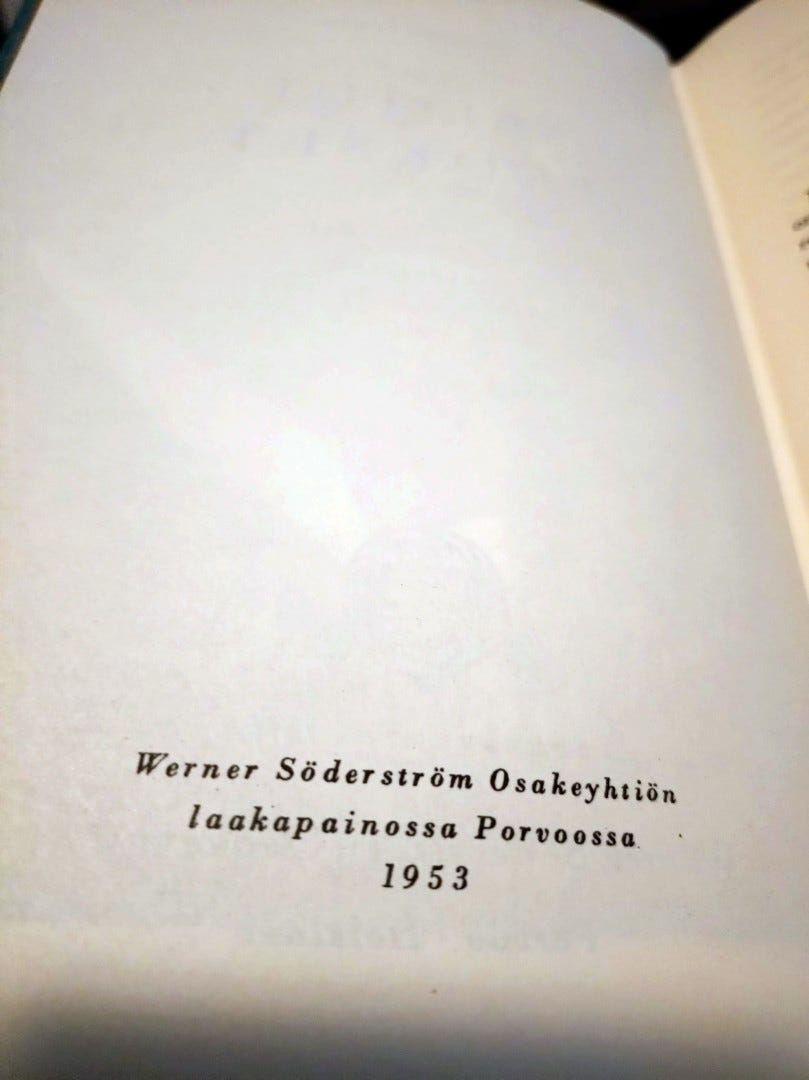 Werner Söderström Osakeyhtiön
laakapainossa Porvoossa
1953